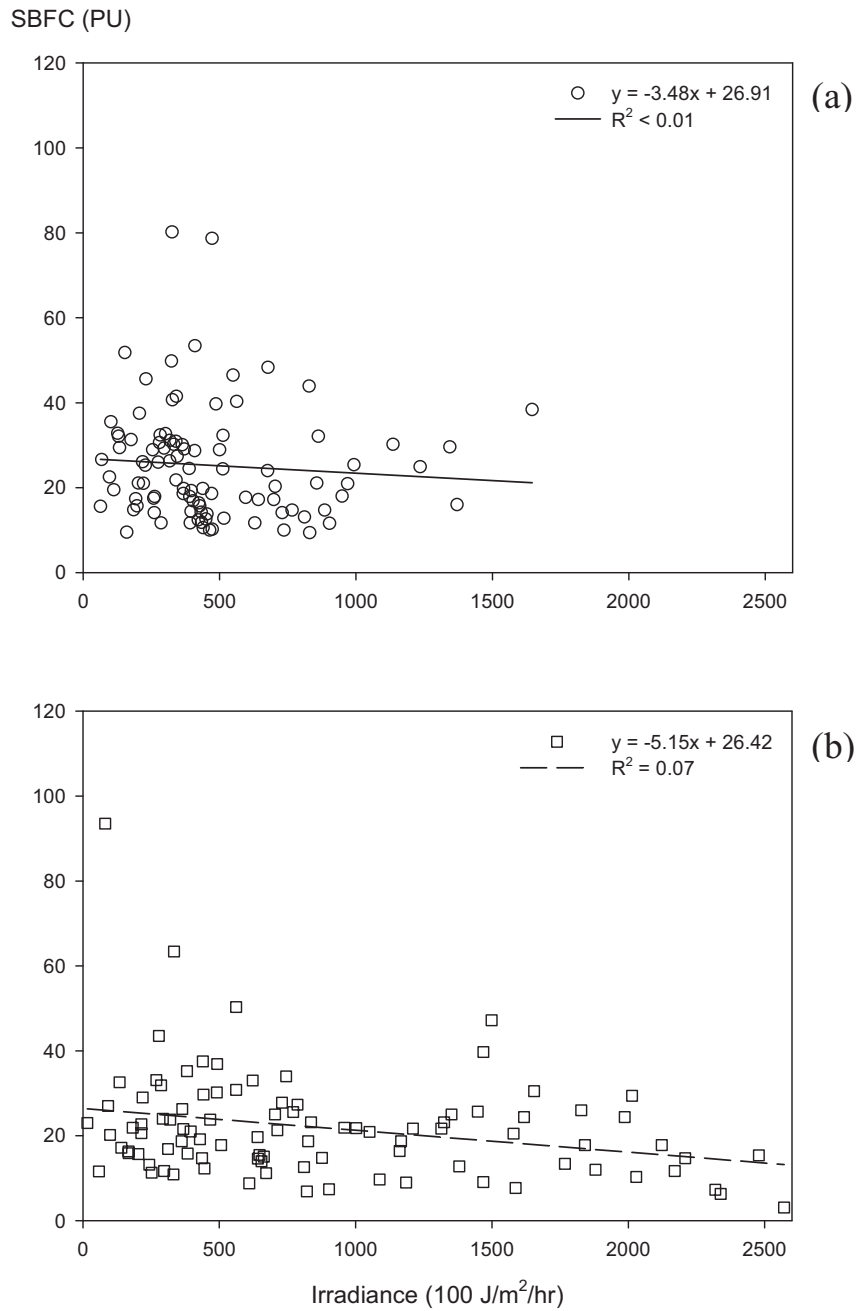 SBFC (PU)
120
y = -3.48x + 26.91
(a)
R² < 0.01
100
80
60
40
20
0
0 500 1000 1500 2000 2500
120
y = -5.15x + 26.42
(b)
R² = 0.07
100
80
60
40
20
0
0 500 1000 1500 2000 2500
Irradiance (100 J/m²/hr)